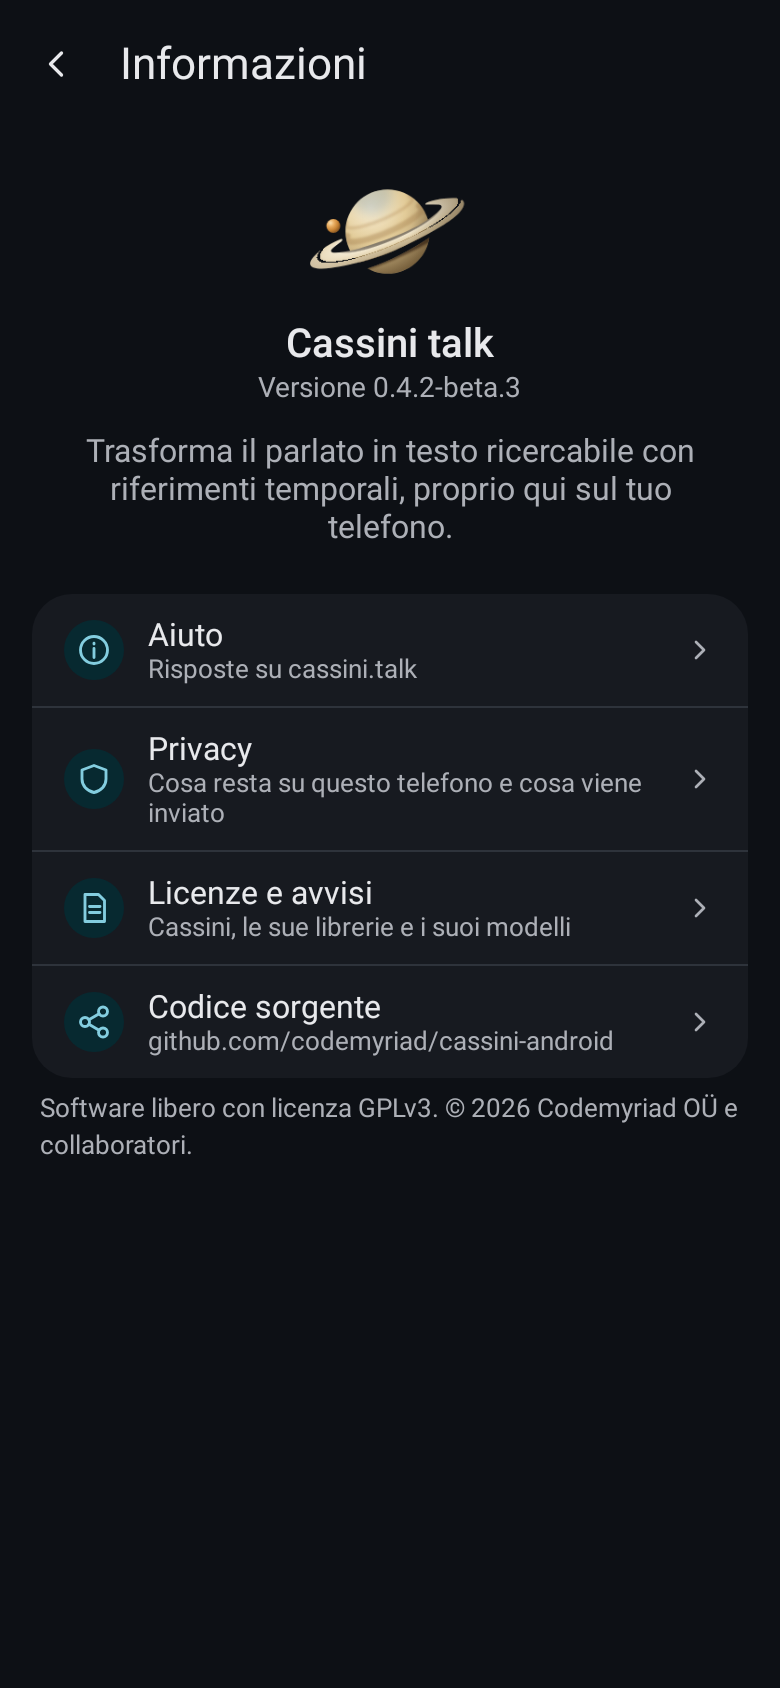 Informazioni
Cassini talk
Versione 0.4.2-beta.3
Trasforma il parlato in testo ricercabile con
riferimenti temporali, proprio qui sul tuo
telefono.
Aiuto
Risposte su cassini.talk
Privacy
Cosa resta su questo telefono e cosa viene
inviato
Licenze e avvisi
Cassini, le sue librerie e i suoi modelli
Codice sorgente
github.com/codemyriad/cassini-android
Software libero con licenza GPLv3. © 2026 Codemyriad OÜ e
collaboratori.